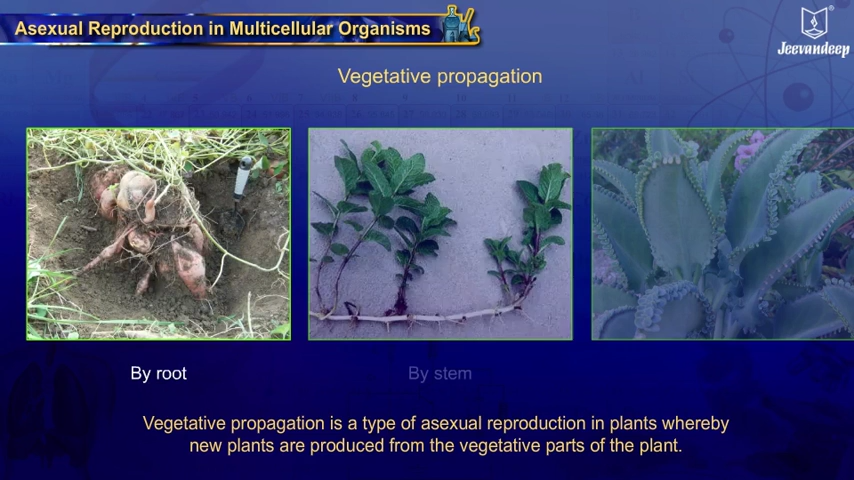 Asexual Reproduction in Multicellular Organisms
Jeevandeep
Vegetative propagation
By root
By stem
Vegetative propagation is a type of asexual reproduction in plants whereby
new plants are produced from the vegetative parts of the plant.